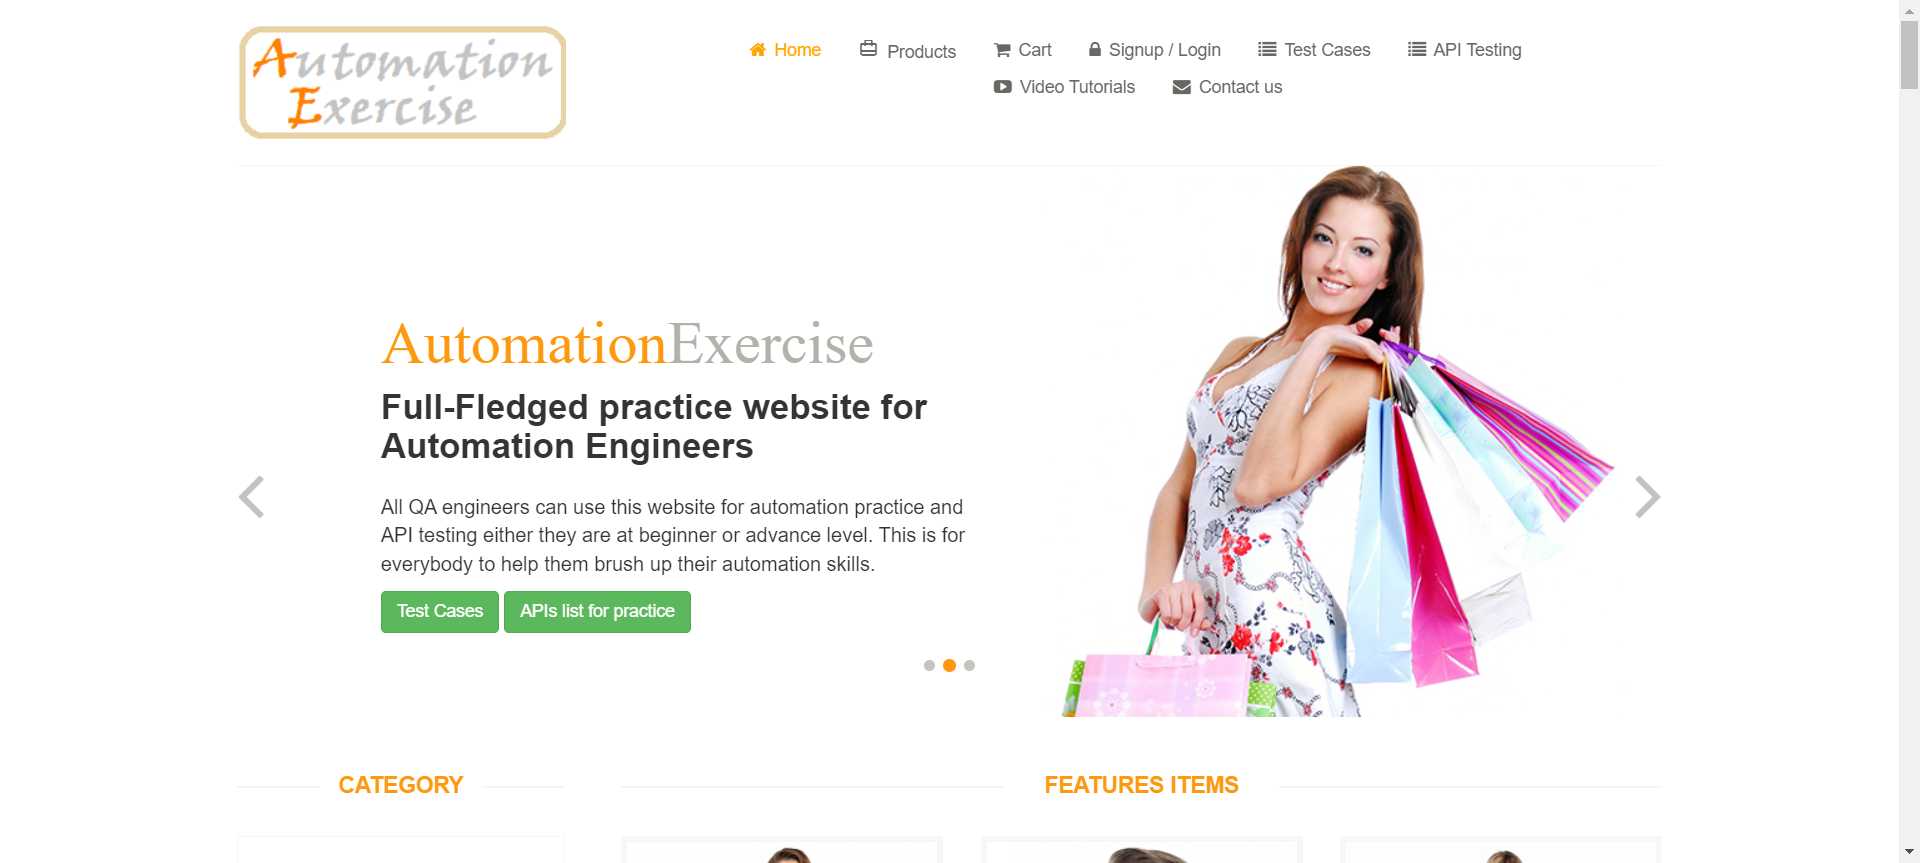 Automation
Exercise
Home
Products
Cart
Signup / Login
Test Cases
API Testing
Video Tutorials
Contact us
AutomationExercise
Full-Fledged practice website for
Automation Engineers
All QA engineers can use this website for automation practice and
API testing either they are at beginner or advance level. This is for
everybody to help them brush up their automation skills.
Test Cases
APIs list for practice
CATEGORY
FEATURES ITEMS